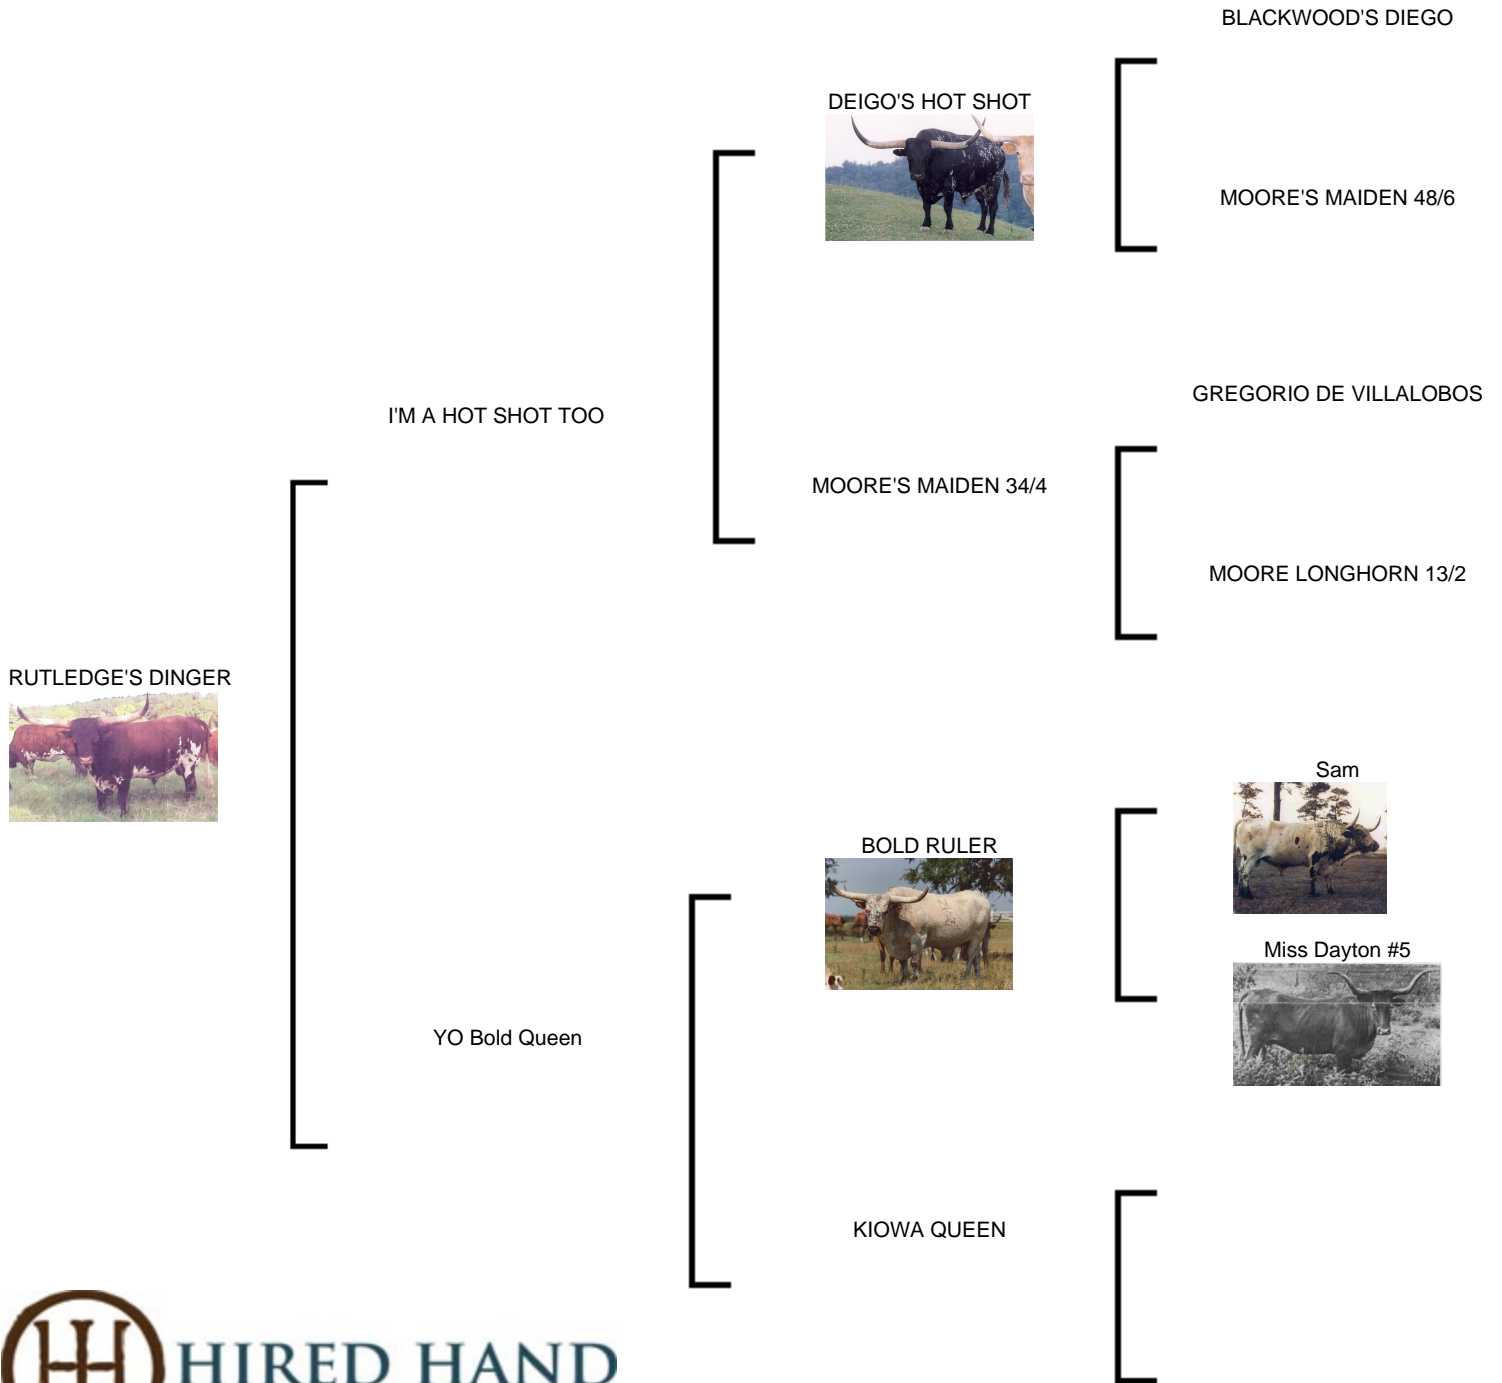 BLACKWOOD'S DIEGO
DEIGO'S HOT SHOT
MOORE'S MAIDEN 48/6
GREGORIO DE VILLALOBOS
I'M A HOT SHOT TOO
MOORE'S MAIDEN 34/4
MOORE LONGHORN 13/2
RUTLEDGE'S DINGER
Sam
BOLD RULER
Miss Dayton #5
YO Bold Queen
KIOWA QUEEN
HIRED HAND